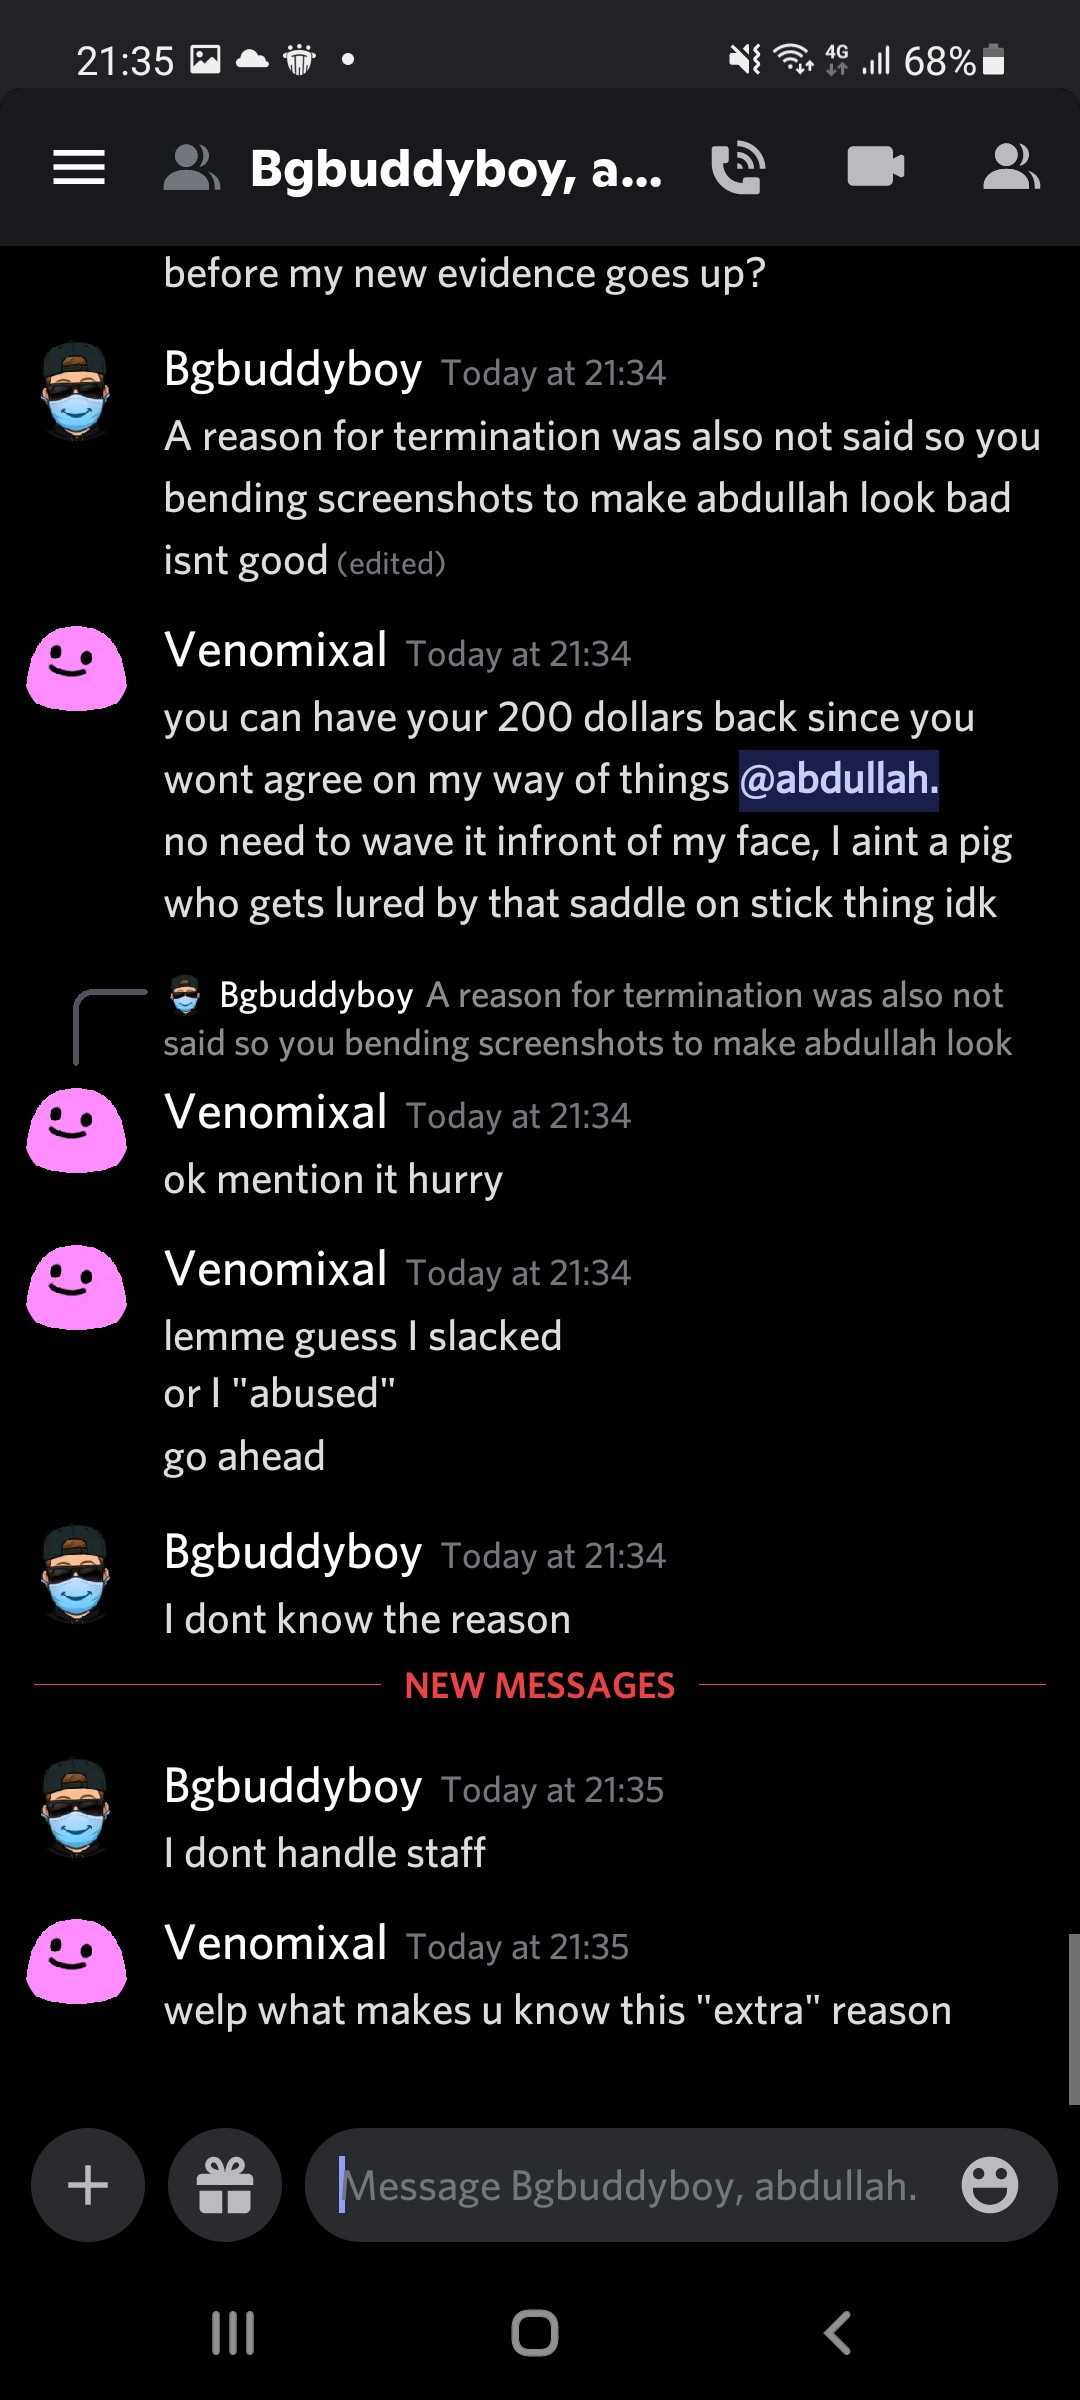 21:35
4G
68%
Bgbuddyboy, a...
before my new evidence goes up?
Bgbuddyboy Today at 21:34
A reason for termination was also not said so you
bending screenshots to make abdullah look bad
isnt good (edited)
Venomixal Today at 21:34
you can have your 200 dollars back since you
wont agree on my way of things @abdullah.
no need to wave it infront of my face, I aint a pig
who gets lured by that saddle on stick thing idk
Bgbuddyboy A reason for termination was also not
said so you bending screenshots to make abdullah look
Venomixal Today at 21:34
ok mention it hurry
Venomixal Today at 21:34
lemme guess I slacked
or I "abused"
go ahead
Bgbuddyboy Today at 21:34
I dont know the reason
NEW MESSAGES
Bgbuddyboy Today at 21:35
I dont handle staff
Venomixal Today at 21:35
welp what makes u know this "extra" reason
Message Bgbuddyboy, abdullah.